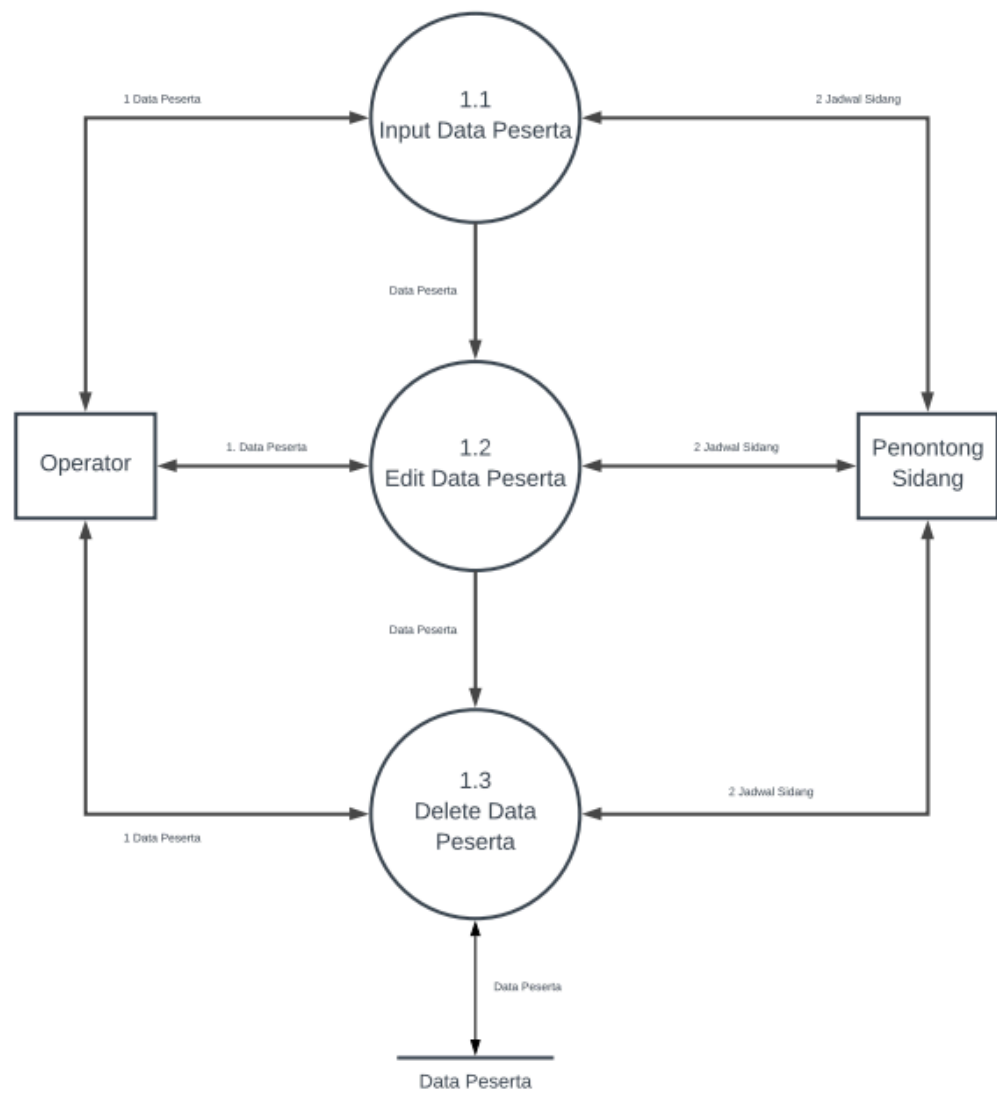 1 Data Peserta
2 Jadwal Sidang
1.1
Input Data Peserta
Data Peserta
Operator
1. Data Peserta
1.2
Edit Data Peserta
2 Jadwal Sidang
Penontong
Sidang
Data Peserta
1.3
Delete Data
Peserta
2 Jadwal Sidang
1 Data Peserta
Data Peserta
Data Peserta